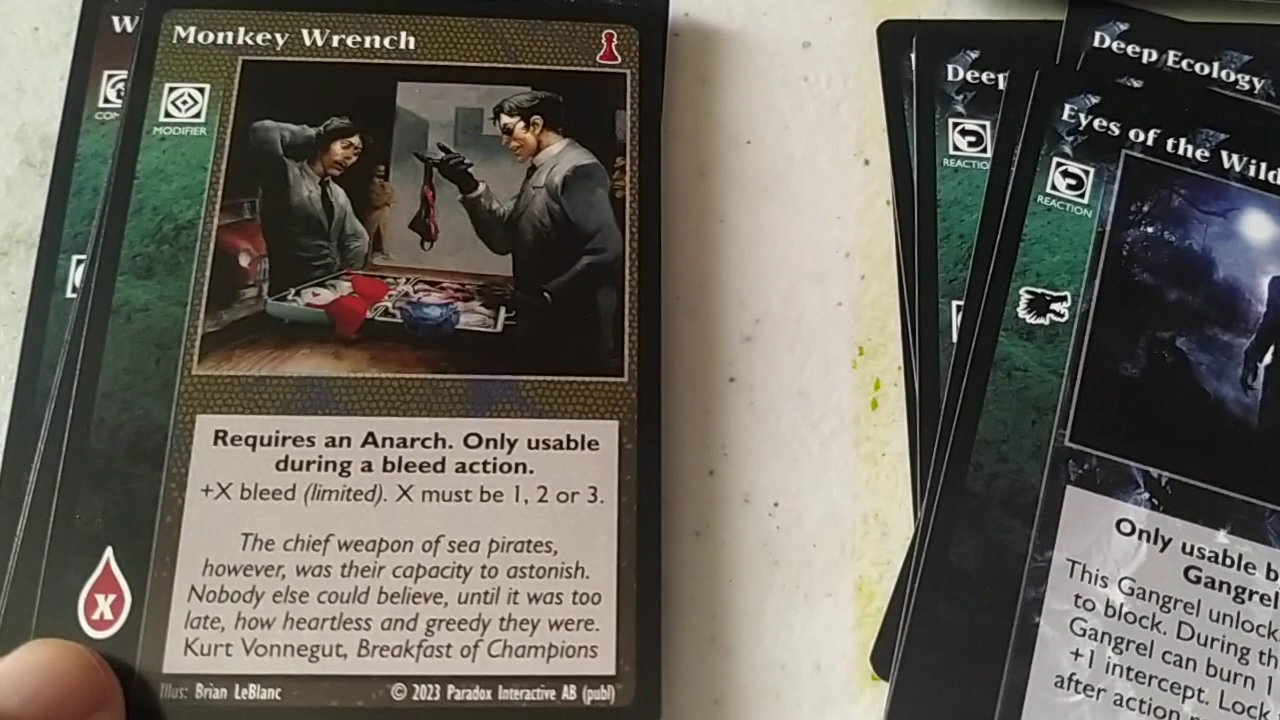 W
Monkey Wrench
MODIFIER
Requires an Anarch. Only usable
during a bleed action.
+X bleed (limited). X must be 1, 2 or 3.
The chief weapon of sea pirates,
however, was their capacity to astonish.
Nobody else could believe, until it was too
late, how heartless and greedy they were.
Kurt Vonnegut, Breakfast of Champions
X
Illus: Brian LeBlanc
© 2023 Paradox Interactive AB (publ)
COM
Deep
REACTIO
Deep Ecology
Eyes of the Wild
REACTION
Only usable b
Gangrel
This Gangrel unlock
to block. During th
Gangrel can burn 1
+1 intercept. Lock
after action